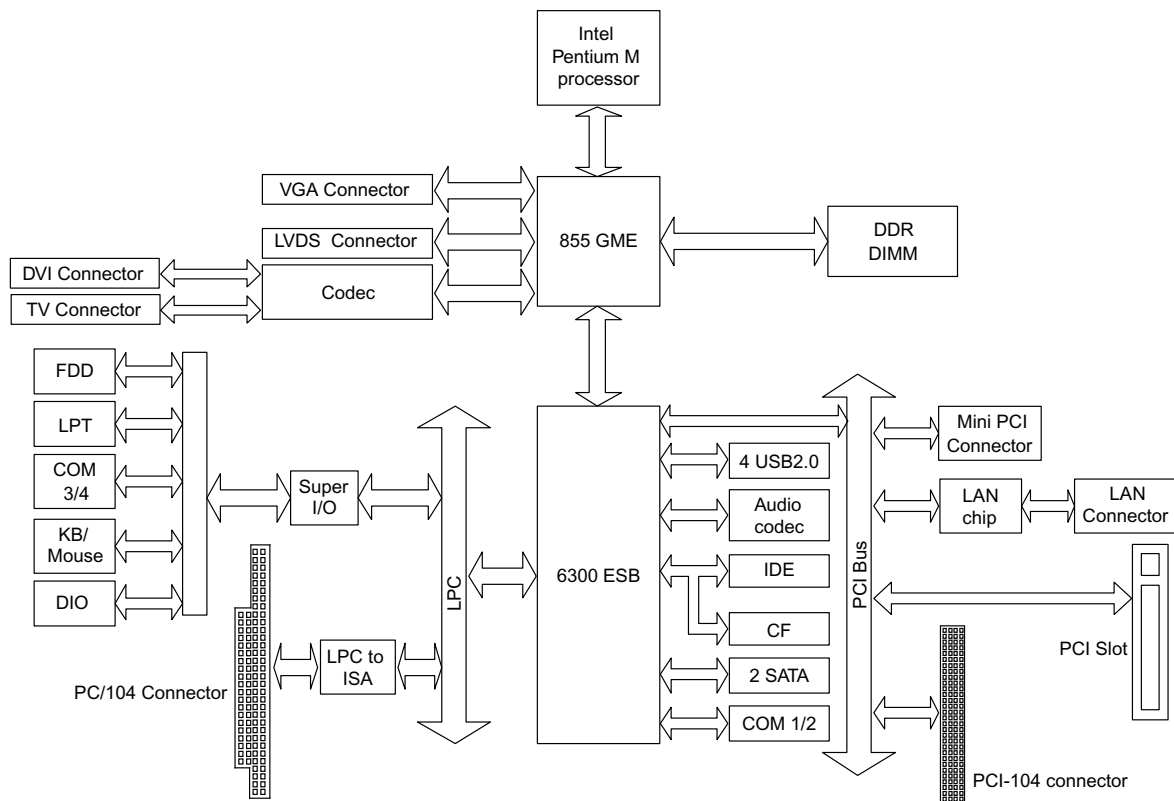 Intel
Pentium M
processor
VGA Connector
855 GME
DDR
DIMM
LVDS Connector
DVI Connector
Codec
TV Connector
FDD
LPT
COM
3/4
KB/
Mouse
DIO
Super
I/O
LPC
LPC to
ISA
PC/104 Connector
6300 ESB
4 USB2.0
Audio
codec
IDE
CF
2 SATA
COM 1/2
PCI Bus
Mini PCI
Connector
LAN
chip
LAN
Connector
PCI Slot
PCI-104 connector